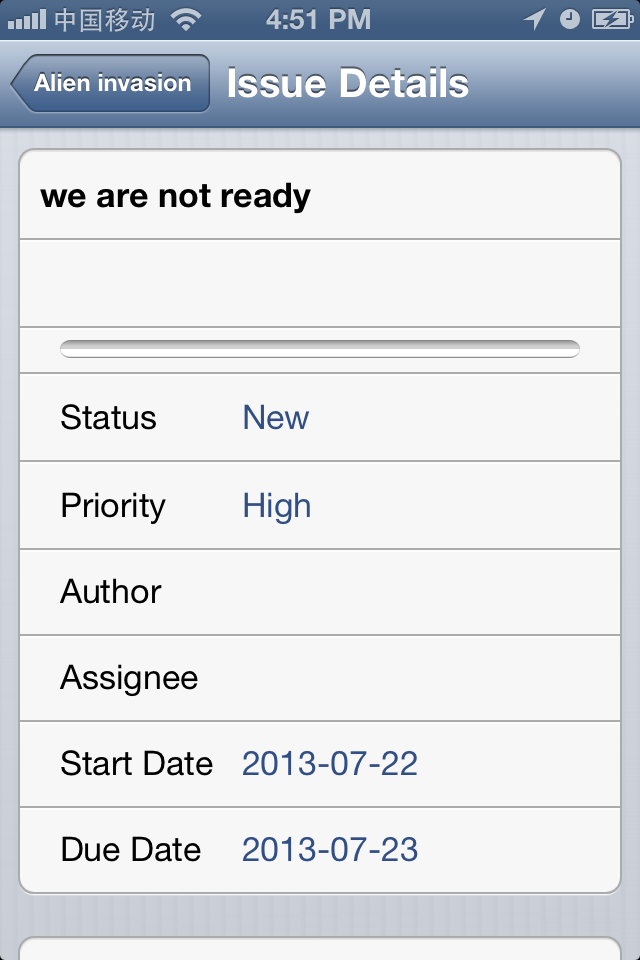 中国移动 4:51 PM
Alien invasion Issue Details
we are not ready
Status New
Priority High
Author
Assignee
Start Date 2013-07-22
Due Date 2013-07-23